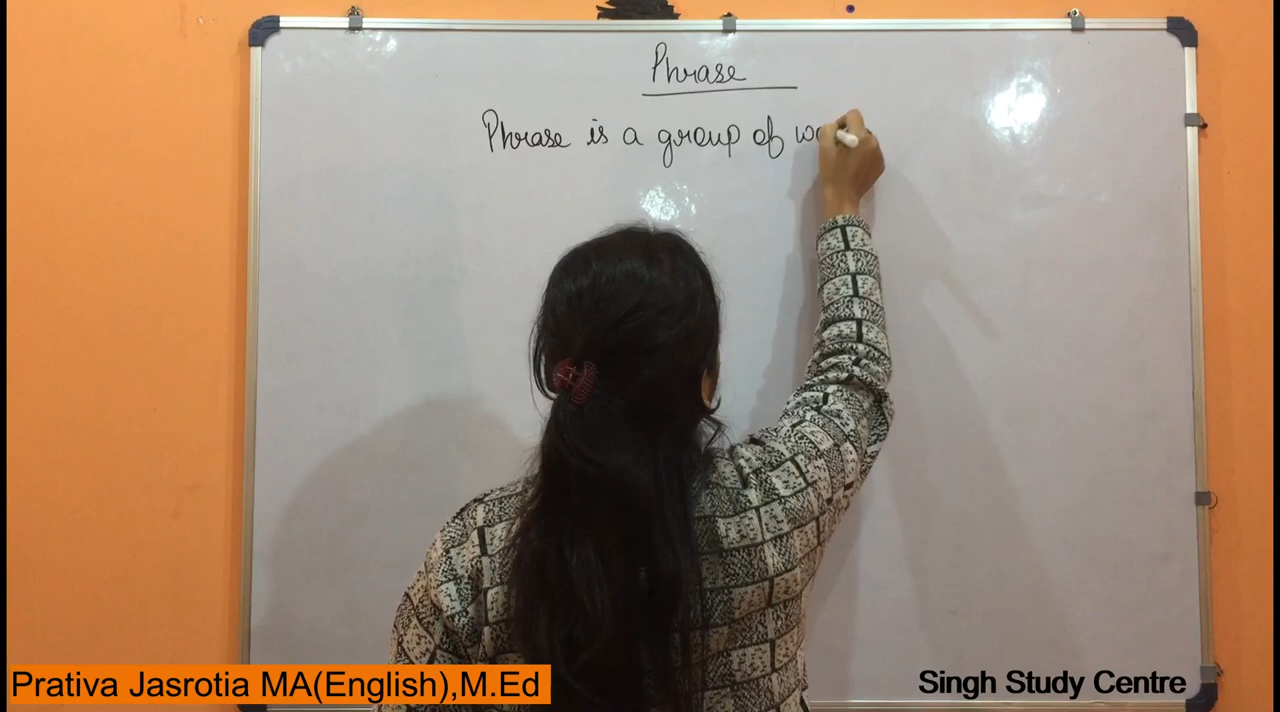 Phrase
Phrase is a group of
Prativa Jasrotia MA(English),M.Ed
Singh Study Centre